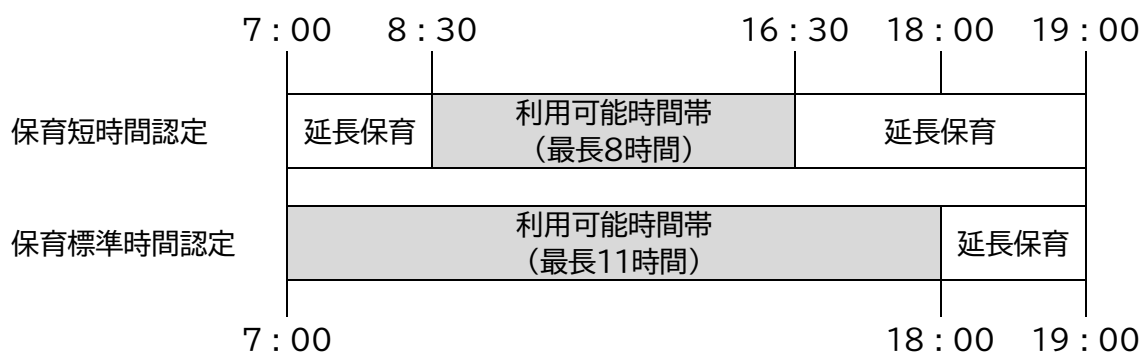 7：00 8：30 16：30 18：00 19：00
保育短時間認定 延長保育 利用可能時間帯 延長保育
（最長8時間）
保育標準時間認定 利用可能時間帯 延長保育
（最長11時間）
7：00 18：00 19：00